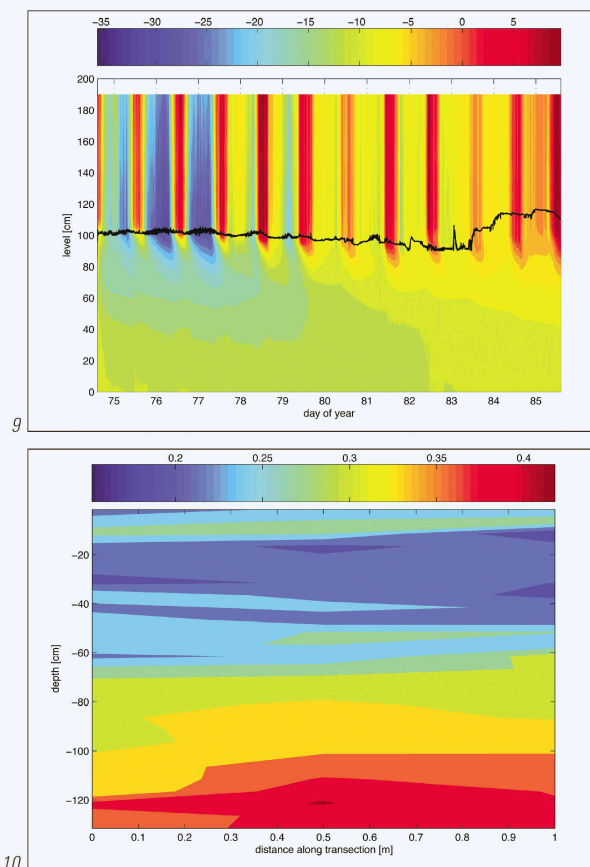 −35 −30 −25 −20 −15 −10 −5 0 5
200
180
160
140
120
100
80
60
40
20
0
level [cm]
75 76 77 78 79 80 81 82 83 84 85
day of year
9
0.2 0.25 0.3 0.35 0.4
−20
−40
−60
−80
−100
−120
depth [cm]
0 0.1 0.2 0.3 0.4 0.5 0.6 0.7 0.8 0.9 1
distance along transection [m]
10